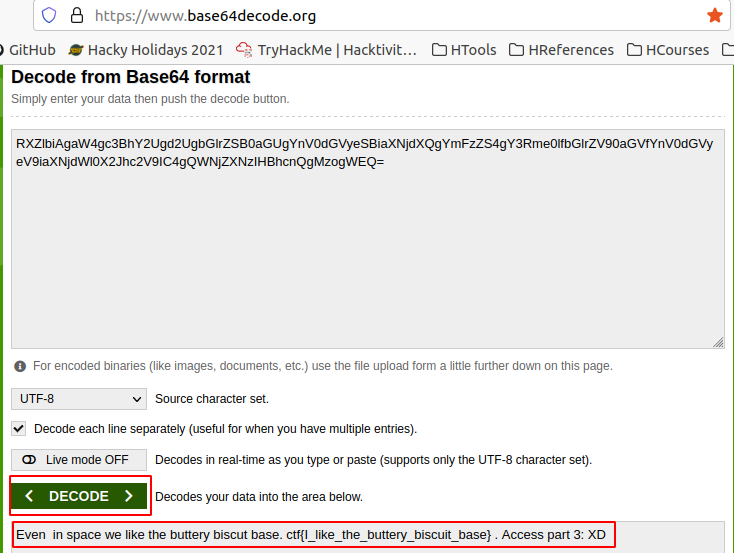 https://www.base64decode.org
GitHub Hacky Holidays 2021 TryHackMe | Hacktivit… HTools HReferences HCourses
Decode from Base64 format
Simply enter your data then push the decode button.
RXZlbiAgaW4gc3BhY2Ugd2UgbGlrZSB0aGUgYnV0dGVyeSBiaXNjdXQgYmFzZS4gY3Rme0lfbGlrZV90aGVfYnV0dGVy
eV9iaXNjdWl0X2Jhc2V9IC4gQWNjZXNzIHBhcnQgMzogWEQ=
For encoded binaries (like images, documents, etc.) use the file upload form a little further down on this page.
UTF-8 Source character set.
Decode each line separately (useful for when you have multiple entries).
Live mode OFF Decodes in real-time as you type or paste (supports only the UTF-8 character set).
< DECODE > Decodes your data into the area below.
Even  in space we like the buttery biscut base. ctf{I_like_the_buttery_biscuit_base} . Access part 3: XD